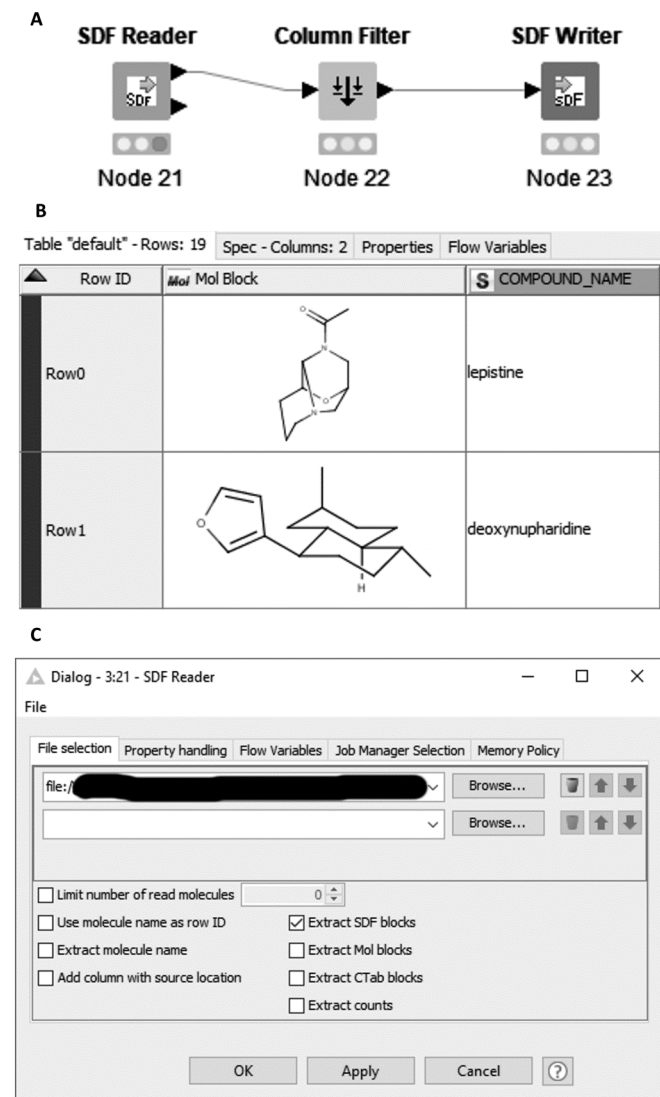 A
SDF Reader Column Filter SDF Writer
SDF SDF
Node 21 Node 22 Node 23
B
Table "default" - Rows: 19 Spec - Columns: 2 Properties Flow Variables
Row ID Mol Mol Block S COMPOUND_NAME
O
N
Row0 lepistine
O
N
O
Row1 deoxynupharidine
H
C
Dialog - 3:21 - SDF Reader
File
File selection Property handling Flow Variables Job Manager Selection Memory Policy
file:/ Browse...
Browse...
Limit number of read molecules 0
Use molecule name as row ID Extract SDF blocks
Extract molecule name Extract Mol blocks
Add column with source location Extract CTab blocks
Extract counts
OK Apply Cancel ?